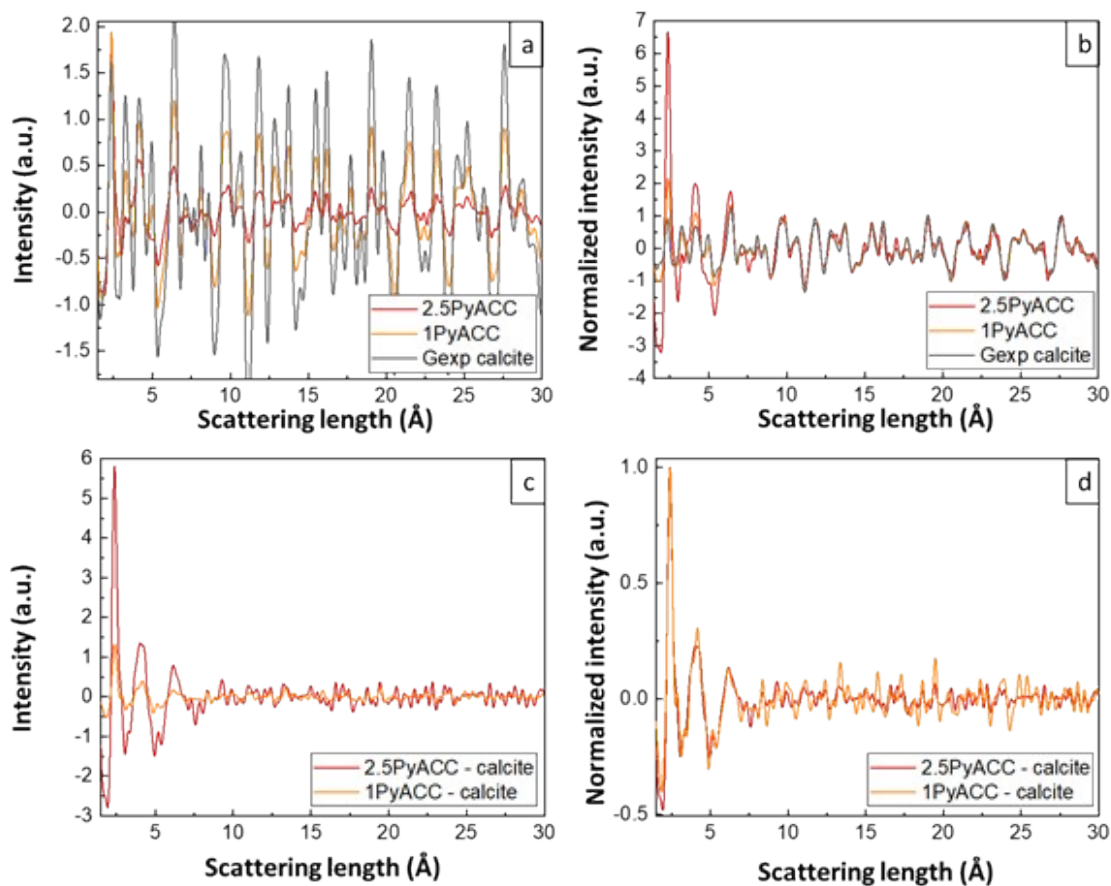 a
Intensity (a.u.)
2.0
1.5
1.0
0.5
0.0
-0.5
-1.0
-1.5
2.5PyACC
1PyACC
Gexp calcite
5 10 15 20 25 30
Scattering length (Å)
b
Normalized intensity (a.u.)
7
6
5
4
3
2
1
0
-1
-2
-3
-4
2.5PyACC
1PyACC
Gexp calcite
5 10 15 20 25 30
Scattering length (Å)
c
Intensity (a.u.)
6
5
4
3
2
1
0
-1
-2
-3
2.5PyACC - calcite
1PyACC - calcite
5 10 15 20 25 30
Scattering length (Å)
d
Normalized intensity (a.u.)
1.0
0.5
0.0
-0.5
2.5PyACC - calcite
1PyACC - calcite
5 10 15 20 25 30
Scattering length (Å)